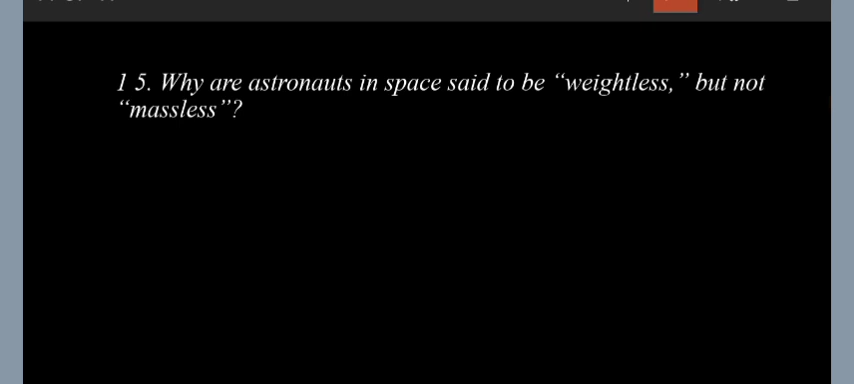 1 5. Why are astronauts in space said to be “weightless,” but not
“massless”?